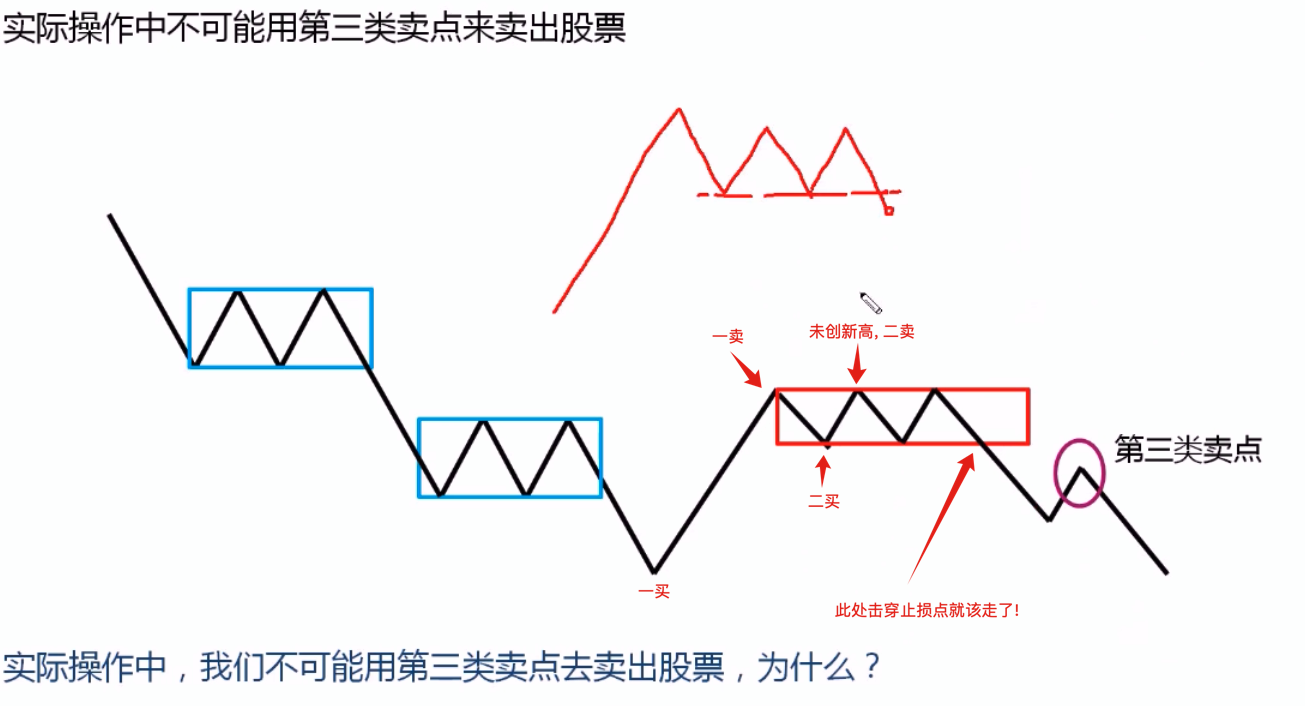 实际操作中不可能用第三类卖点来卖出股票
一卖
未创新高, 二卖
第三类卖点
二买
一买
此处击穿止损点就该走了!
实际操作中，我们不可能用第三类卖点去卖出股票，为什么？